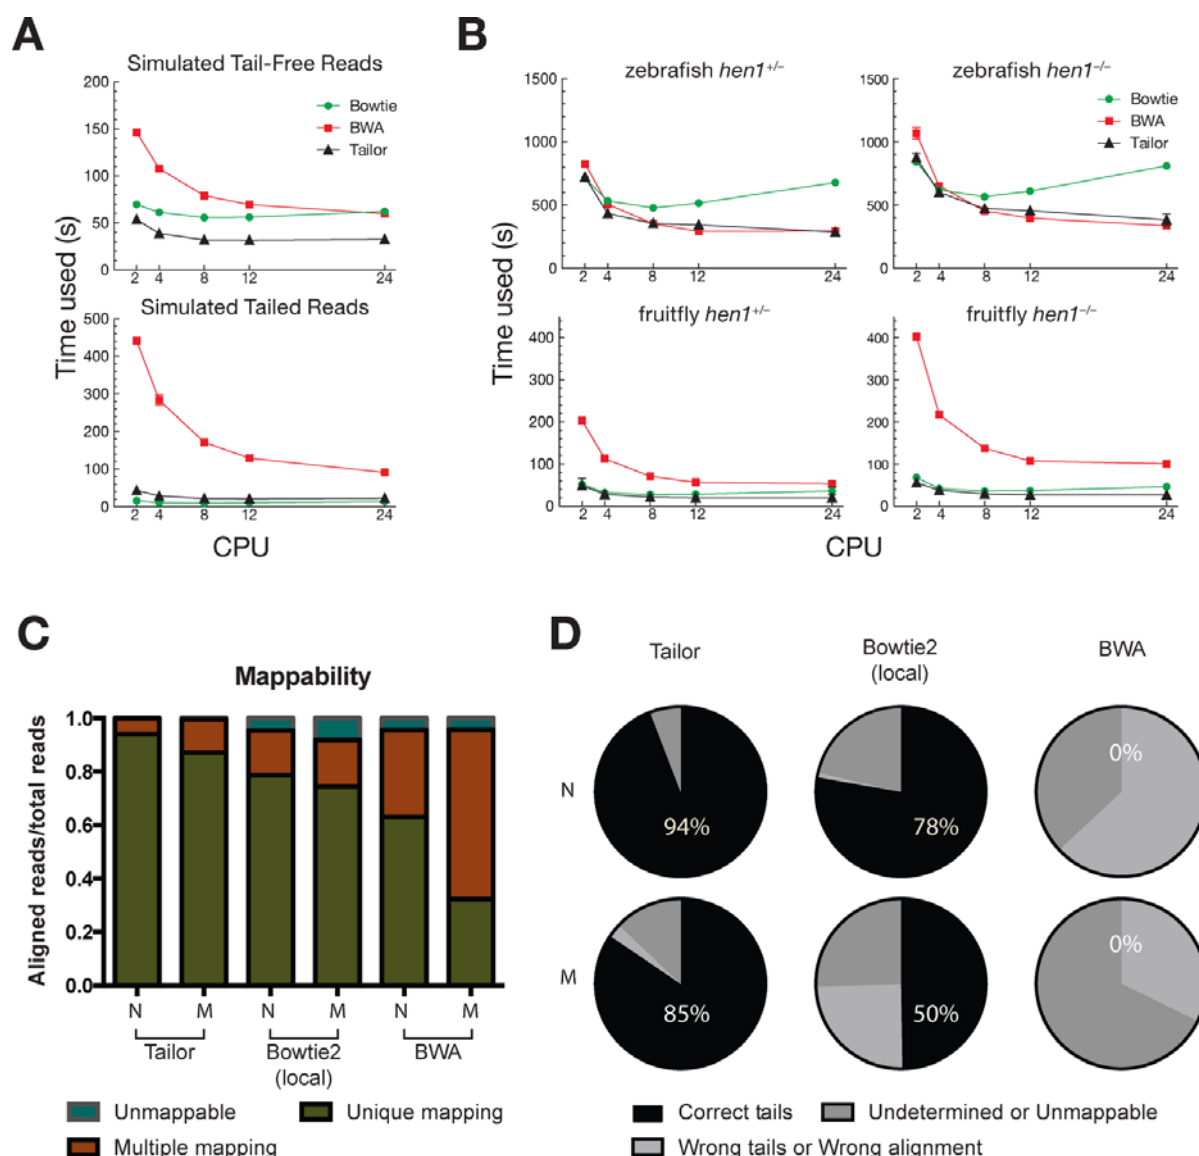 A
B
Simulated Tail-Free Reads
200
150
100
50
0
2 4 8 12 24
Bowtie
BWA
Tailor
Simulated Tailed Reads
500
400
300
200
100
0
2 4 8 12 24
Time used (s)
CPU
zebrafish hen1+/–
1500
1000
500
0
2 4 8 12 24
zebrafish hen1–/–
1500
1000
500
0
2 4 8 12 24
Bowtie
BWA
Tailor
fruitfly hen1+/–
400
300
200
100
0
2 4 8 12 24
fruitfly hen1–/–
400
300
200
100
0
2 4 8 12 24
Time used (s)
CPU
C
Mappability
Aligned reads/total reads
1.0
0.8
0.6
0.4
0.2
0.0
N M N M N M
Tailor Bowtie2 BWA
(local)
Unmappable Unique mapping
Multiple mapping
D
Tailor Bowtie2 BWA
(local)
N
94% 78% 0%
M
85% 50% 0%
Correct tails Undetermined or Unmappable
Wrong tails or Wrong alignment